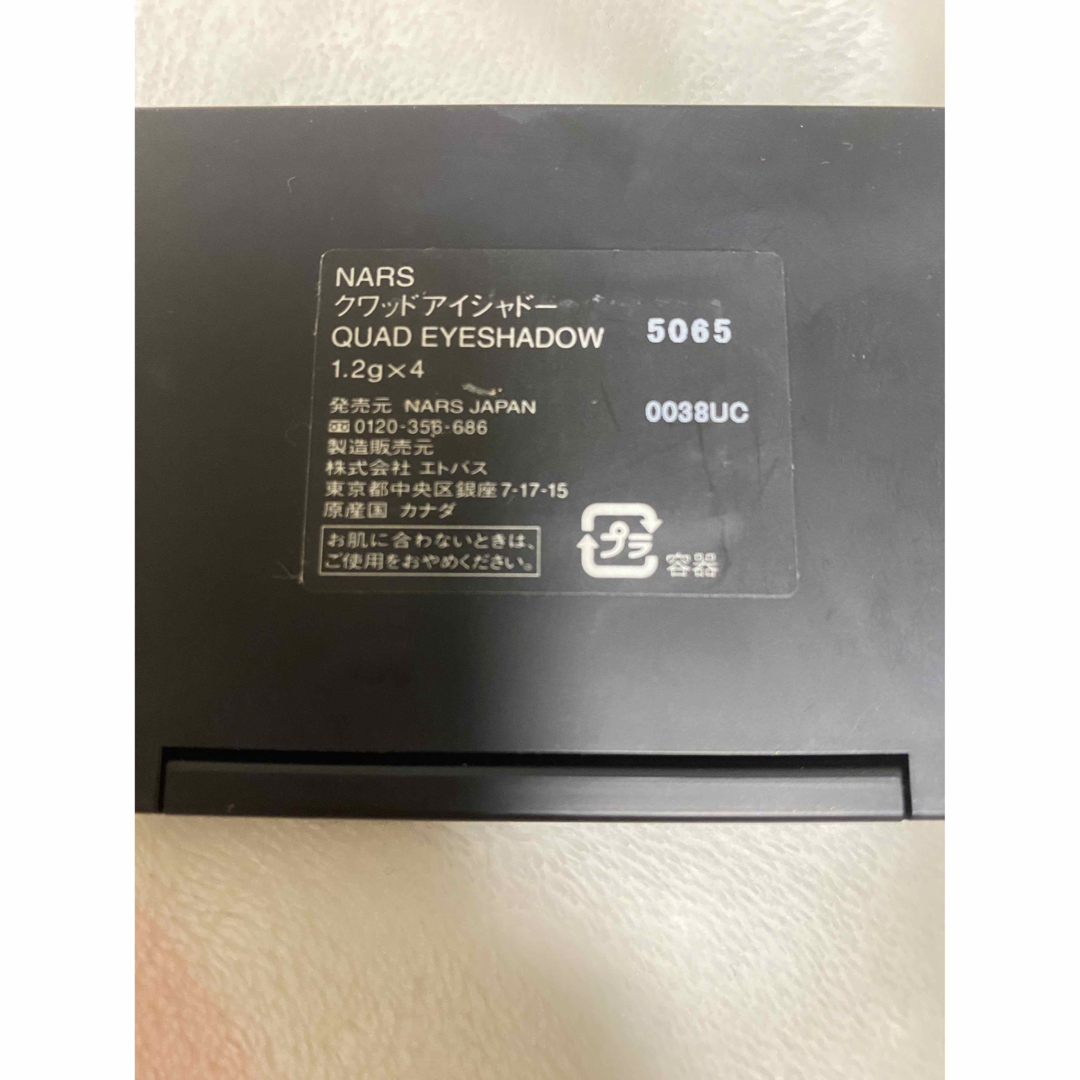 NARS
クワッドアイシャドー
QUAD EYESHADOW 5065
1.2g×4
発売元 NARS JAPAN 0038UC
0120-356-686
製造販売元
株式会社 エトバス
東京都中央区銀座7-17-15
原産国 カナダ
お肌に合わないときは、
ご使用をおやめください。
プラ
容器